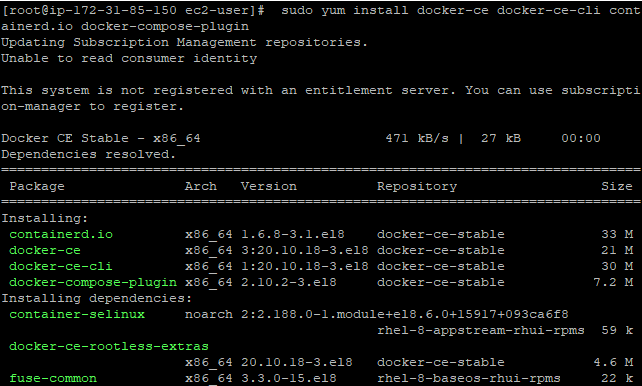 [root@ip-172-31-85-150 ec2-user]#  sudo yum install docker-ce docker-ce-cli cont
ainerd.io docker-compose-plugin
Updating Subscription Management repositories.
Unable to read consumer identity
This system is not registered with an entitlement server. You can use subscripti
on-manager to register.
Docker CE Stable - x86_64                       471 kB/s |  27 kB     00:00
Dependencies resolved.
================================================================================
 Package               Arch   Version                 Repository            Size
================================================================================
Installing:
 containerd.io         x86_64 1.6.8-3.1.el8           docker-ce-stable      33 M
 docker-ce             x86_64 3:20.10.18-3.el8        docker-ce-stable      21 M
 docker-ce-cli         x86_64 1:20.10.18-3.el8        docker-ce-stable      30 M
 docker-compose-plugin x86_64 2.10.2-3.el8            docker-ce-stable     7.2 M
Installing dependencies:
 container-selinux     noarch 2:2.188.0-1.module+el8.6.0+15917+093ca6f8
                                              rhel-8-appstream-rhui-rpms  59 k
 docker-ce-rootless-extras
                       x86_64 20.10.18-3.el8          docker-ce-stable     4.6 M
 fuse-common           x86_64 3.3.0-15.el8            rhel-8-baseos-rhui-rpms  22 k